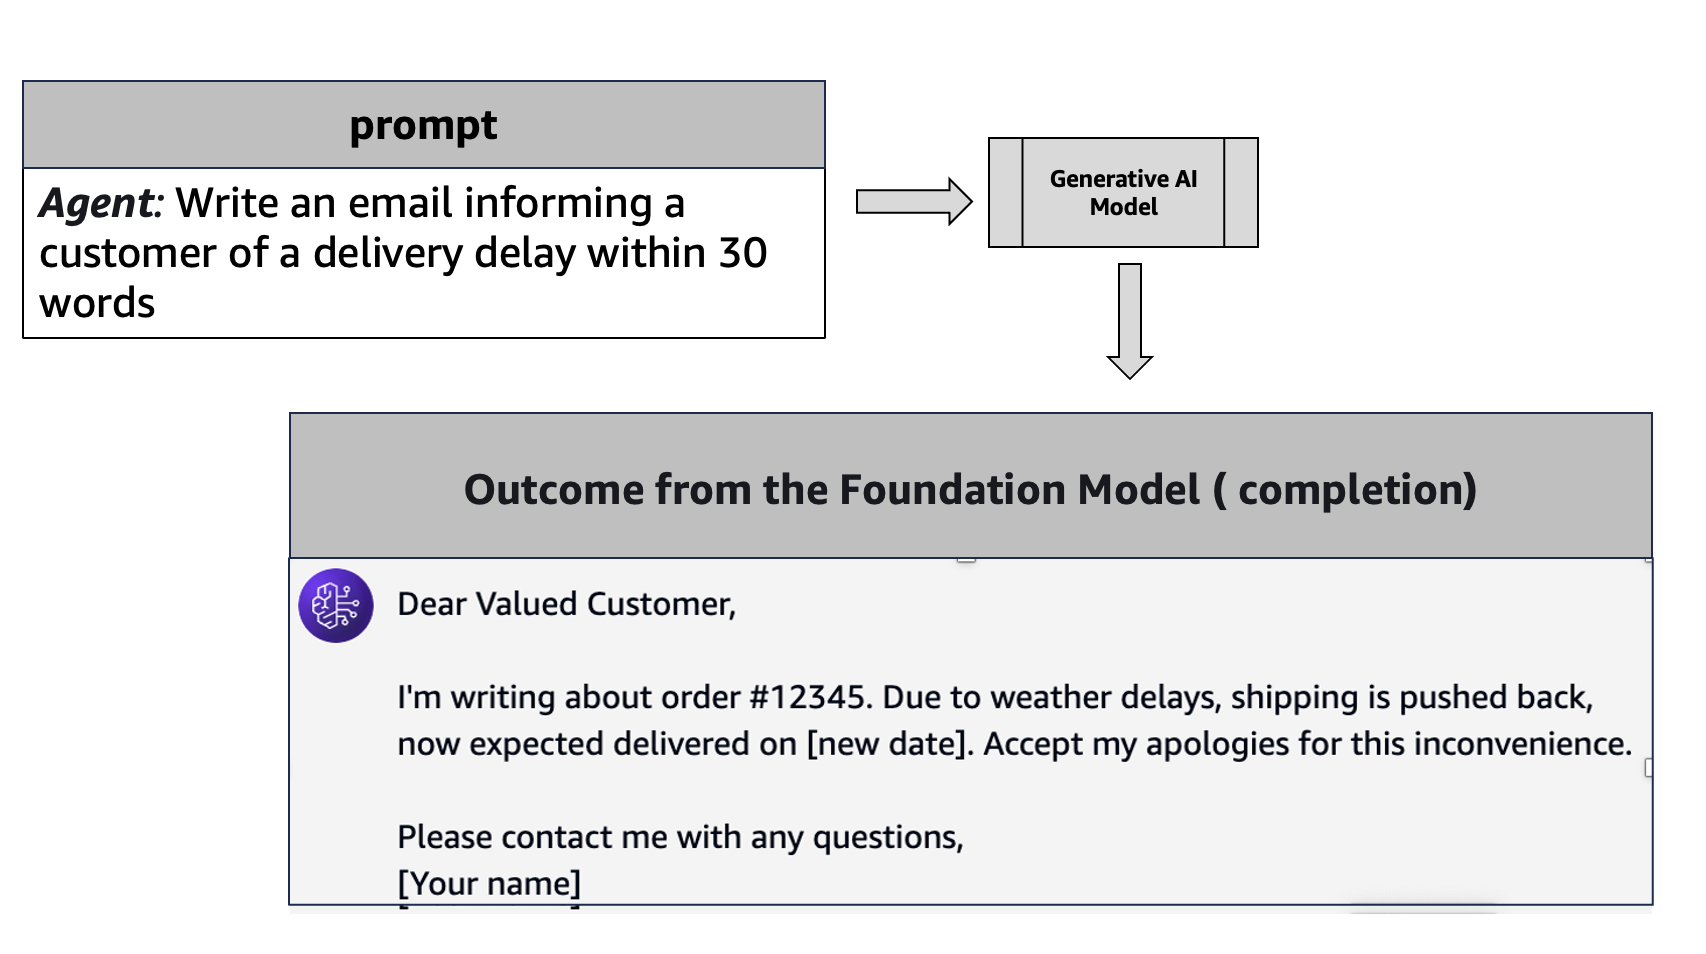 prompt
Agent: Write an email informing a
customer of a delivery delay within 30
words
Generative AI
Model
Outcome from the Foundation Model ( completion)
Dear Valued Customer,
I'm writing about order #12345. Due to weather delays, shipping is pushed back,
now expected delivered on [new date]. Accept my apologies for this inconvenience.
Please contact me with any questions,
[Your name]